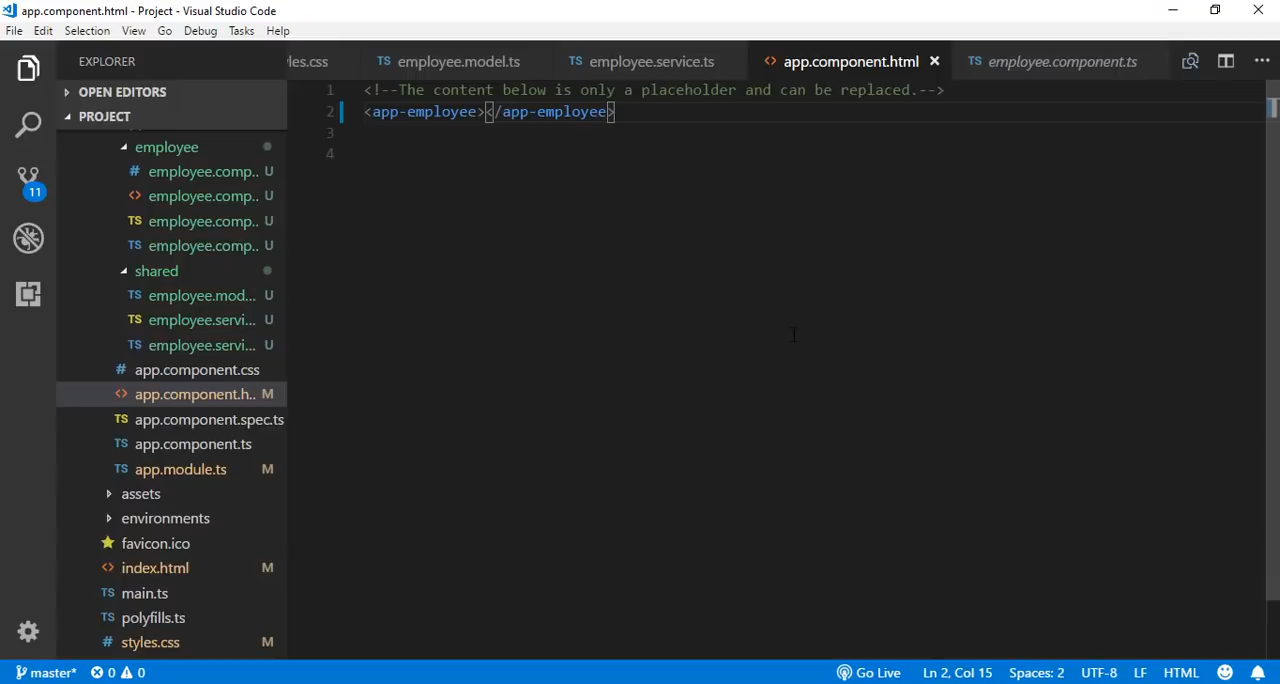 app.component.html - Project - Visual Studio Code
File Edit Selection View Go Debug Tasks Help
EXPLORER
les.css
TS employee.model.ts
TS employee.service.ts
<> app.component.html
TS employee.component.ts
OPEN EDITORS
PROJECT
employee
# employee.comp.. U
<> employee.comp.. U
TS employee.comp.. U
TS employee.comp.. U
shared
TS employee.mod... U
TS employee.servi... U
TS employee.servi... U
# app.component.css
<> app.component.h.. M
TS app.component.spec.ts
TS app.component.ts
TS app.module.ts M
assets
environments
favicon.ico
<> index.html M
TS main.ts
TS polyfills.ts
# styles.css M
11
1 <!--The content below is only a placeholder and can be replaced.-->
2 <app-employee></app-employee>
3
4
master* 0 0 Go Live Ln 2, Col 15 Spaces: 2 UTF-8 LF HTML